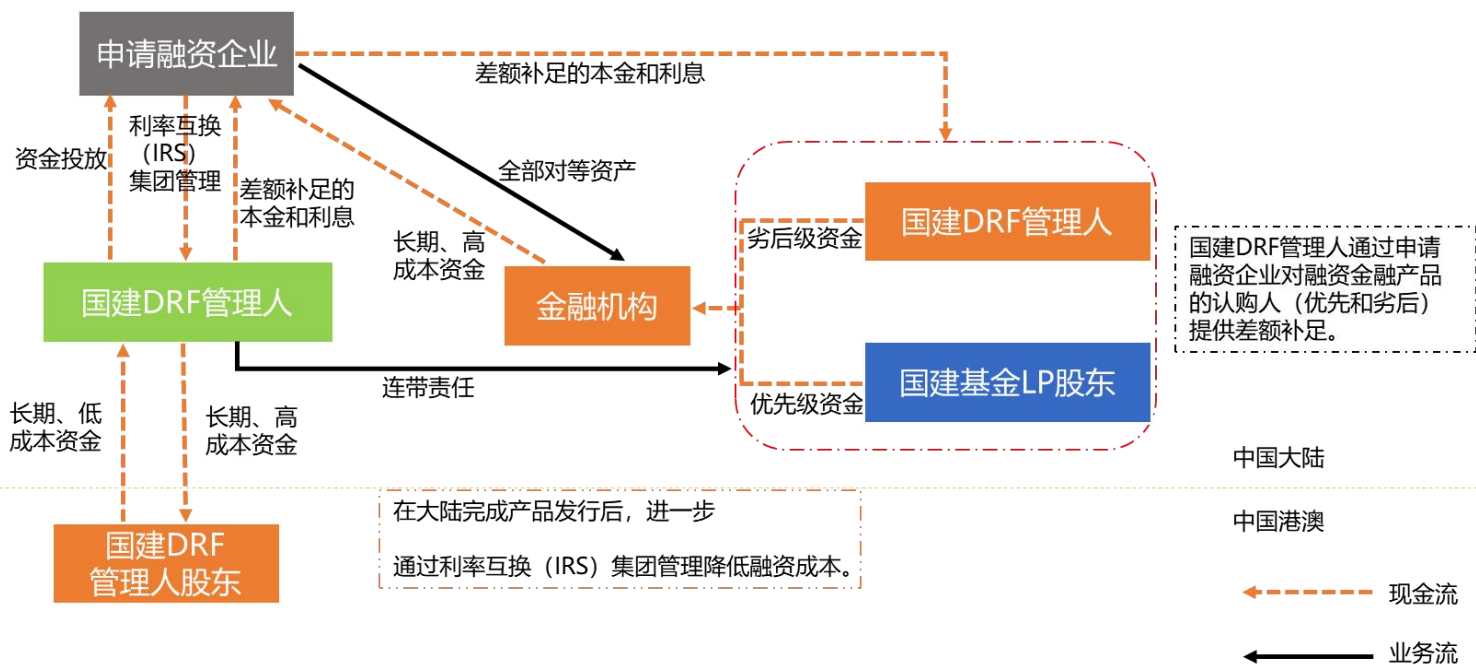 申请融资企业
差额补足的本金和利息
资金投放
利率互换
（IRS）
集团管理
差额补足的
本金和利息
全部对等资产
长期、高
成本资金
国建DRF管理人
金融机构
劣后级资金
国建DRF管理人
优先级资金
国建基金LP股东
国建DRF管理人通过申请
融资企业对融资金融产品
的认购人（优先和劣后）
提供差额补足。
连带责任
长期、低
成本资金
长期、高
成本资金
中国大陆
中国港澳
国建DRF
管理人股东
在大陆完成产品发行后，进一步
通过利率互换（IRS）集团管理降低融资成本。
现金流
业务流